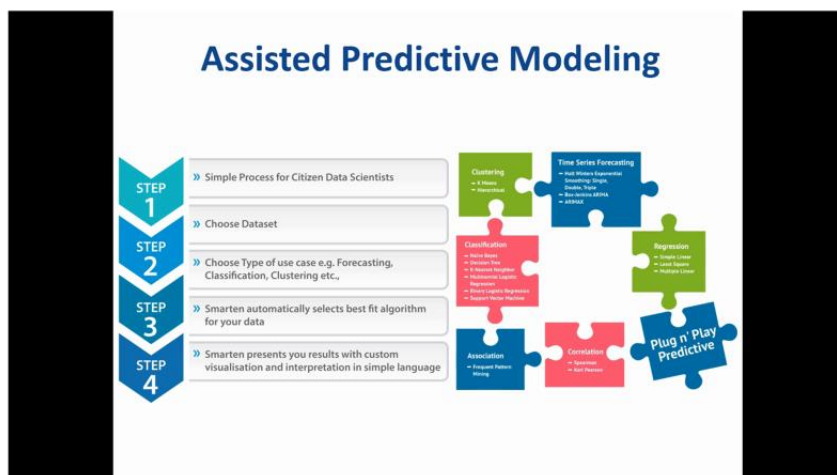 Assisted Predictive Modeling
STEP
1
» Simple Process for Citizen Data Scientists
STEP
2
» Choose Dataset
» Choose Type of use case e.g. Forecasting,
Classification, Clustering etc.,
STEP
3
» Smarten automatically selects best fit algorithm
for your data
STEP
4
» Smarten presents you results with custom
visualisation and interpretation in simple language
Clustering
K Means
Hierarchical
Time Series Forecasting
Holt Winters Exponential
Smoothing: Single,
Double, Triple
Box-Jenkins ARIMA
ARIMAX
Classification
Naive Bayes
Decision Tree
K Nearest Neighbor
Multinomial Logistic
Regression
Binary Logistic Regression
Support Vector Machine
Regression
Simple Linear
Least Square
Multiple Linear
Association
Frequent Pattern
Mining
Correlation
Spearman
Karl Pearson
Plug n' Play
Predictive